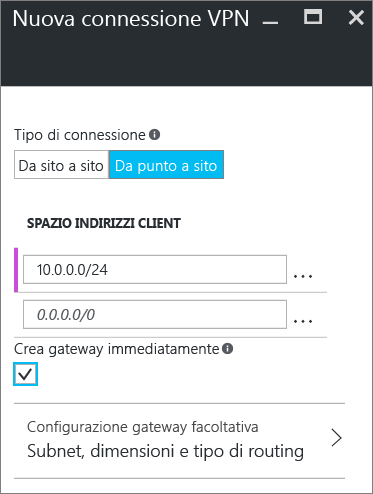 Nuova connessione VPN
Tipo di connessione
Da sito a sito Da punto a sito
SPAZIO INDIRIZZI CLIENT
10.0.0.0/24 ...
0.0.0.0/0 ...
Crea gateway immediatamente
Configurazione gateway facoltativa
Subnet, dimensioni e tipo di routing